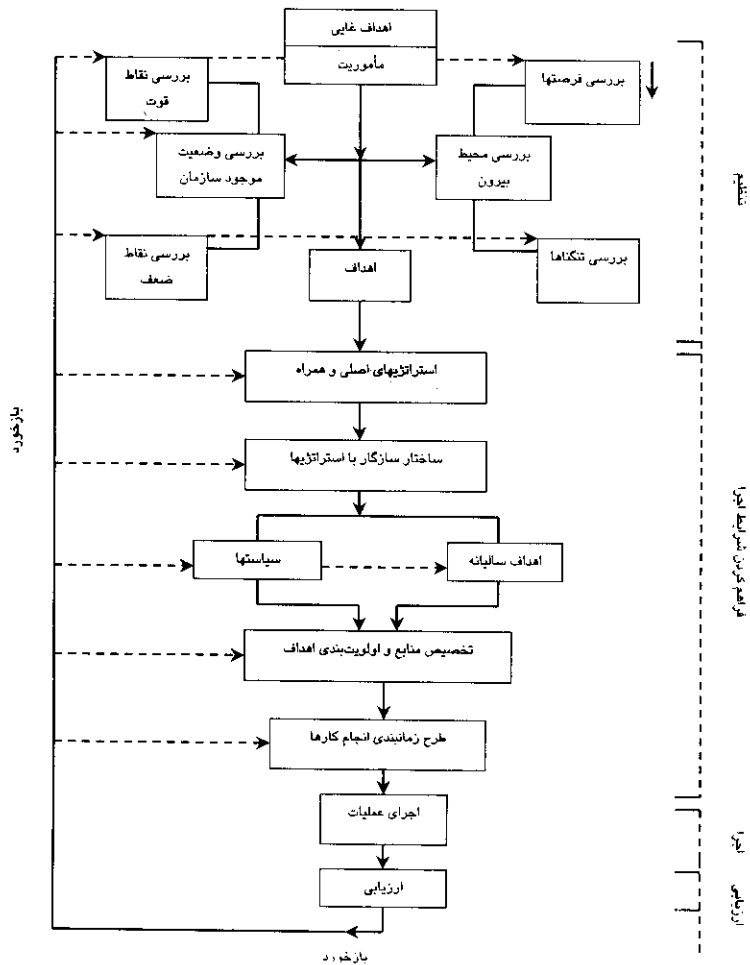 اهداف غایی
مأموریت
بررسی فرصتها
بررسی نقاط
قوت
بررسی محیط
بیرون
بررسی وضعیت
موجود سازمان
بررسی تنگناها
اهداف
بررسی نقاط
ضعف
استراتژیهای اصلی و همراه
ساختار سازگار با استراتژیها
اهداف سالیانه
سیاستها
تخصیص منابع و اولویت‌بندی اهداف
طرح زمانبندی انجام کارها
اجرای عملیات
ارزیابی
بازخورد
بازخورد
تنظیم
فراهم کردن شرایط اجرا
اجرا
ارزیابی